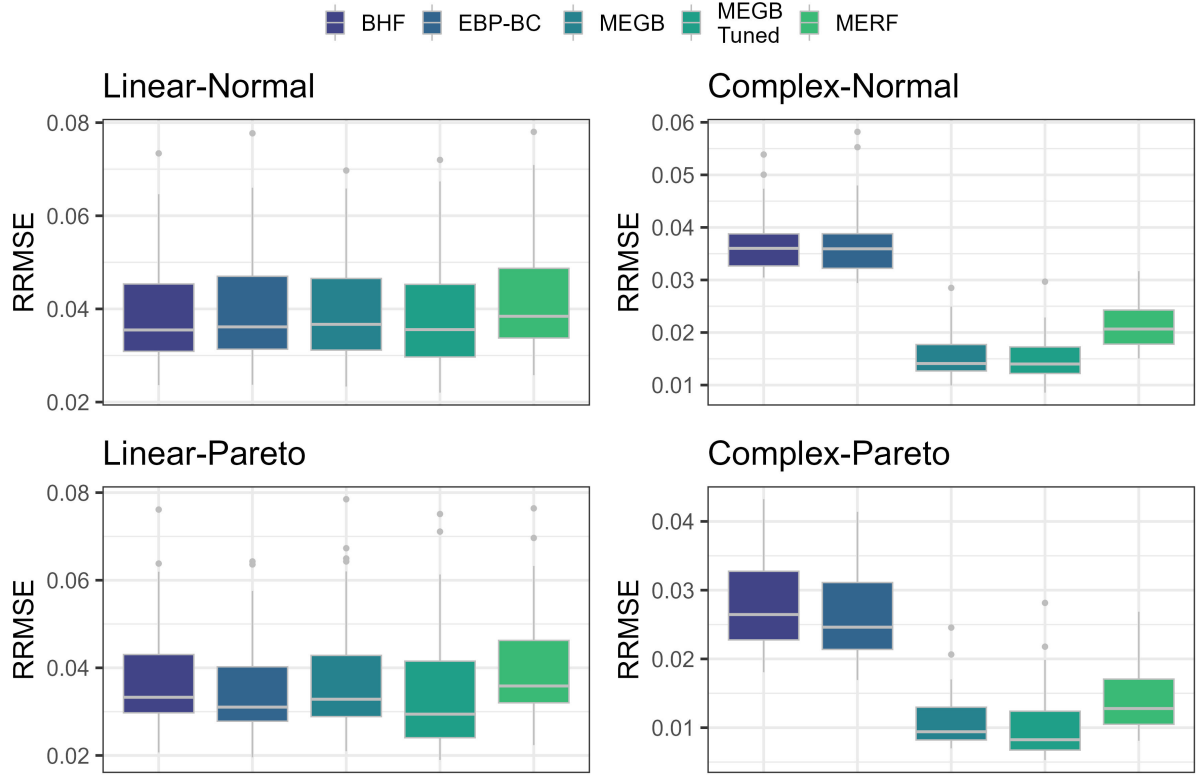 BHF EBP-BC MEGB MEGB Tuned MERF
Linear-Normal
RRMSE
0.08
0.06
0.04
0.02
Complex-Normal
RRMSE
0.06
0.05
0.04
0.03
0.02
0.01
Linear-Pareto
RRMSE
0.08
0.06
0.04
0.02
Complex-Pareto
RRMSE
0.04
0.03
0.02
0.01